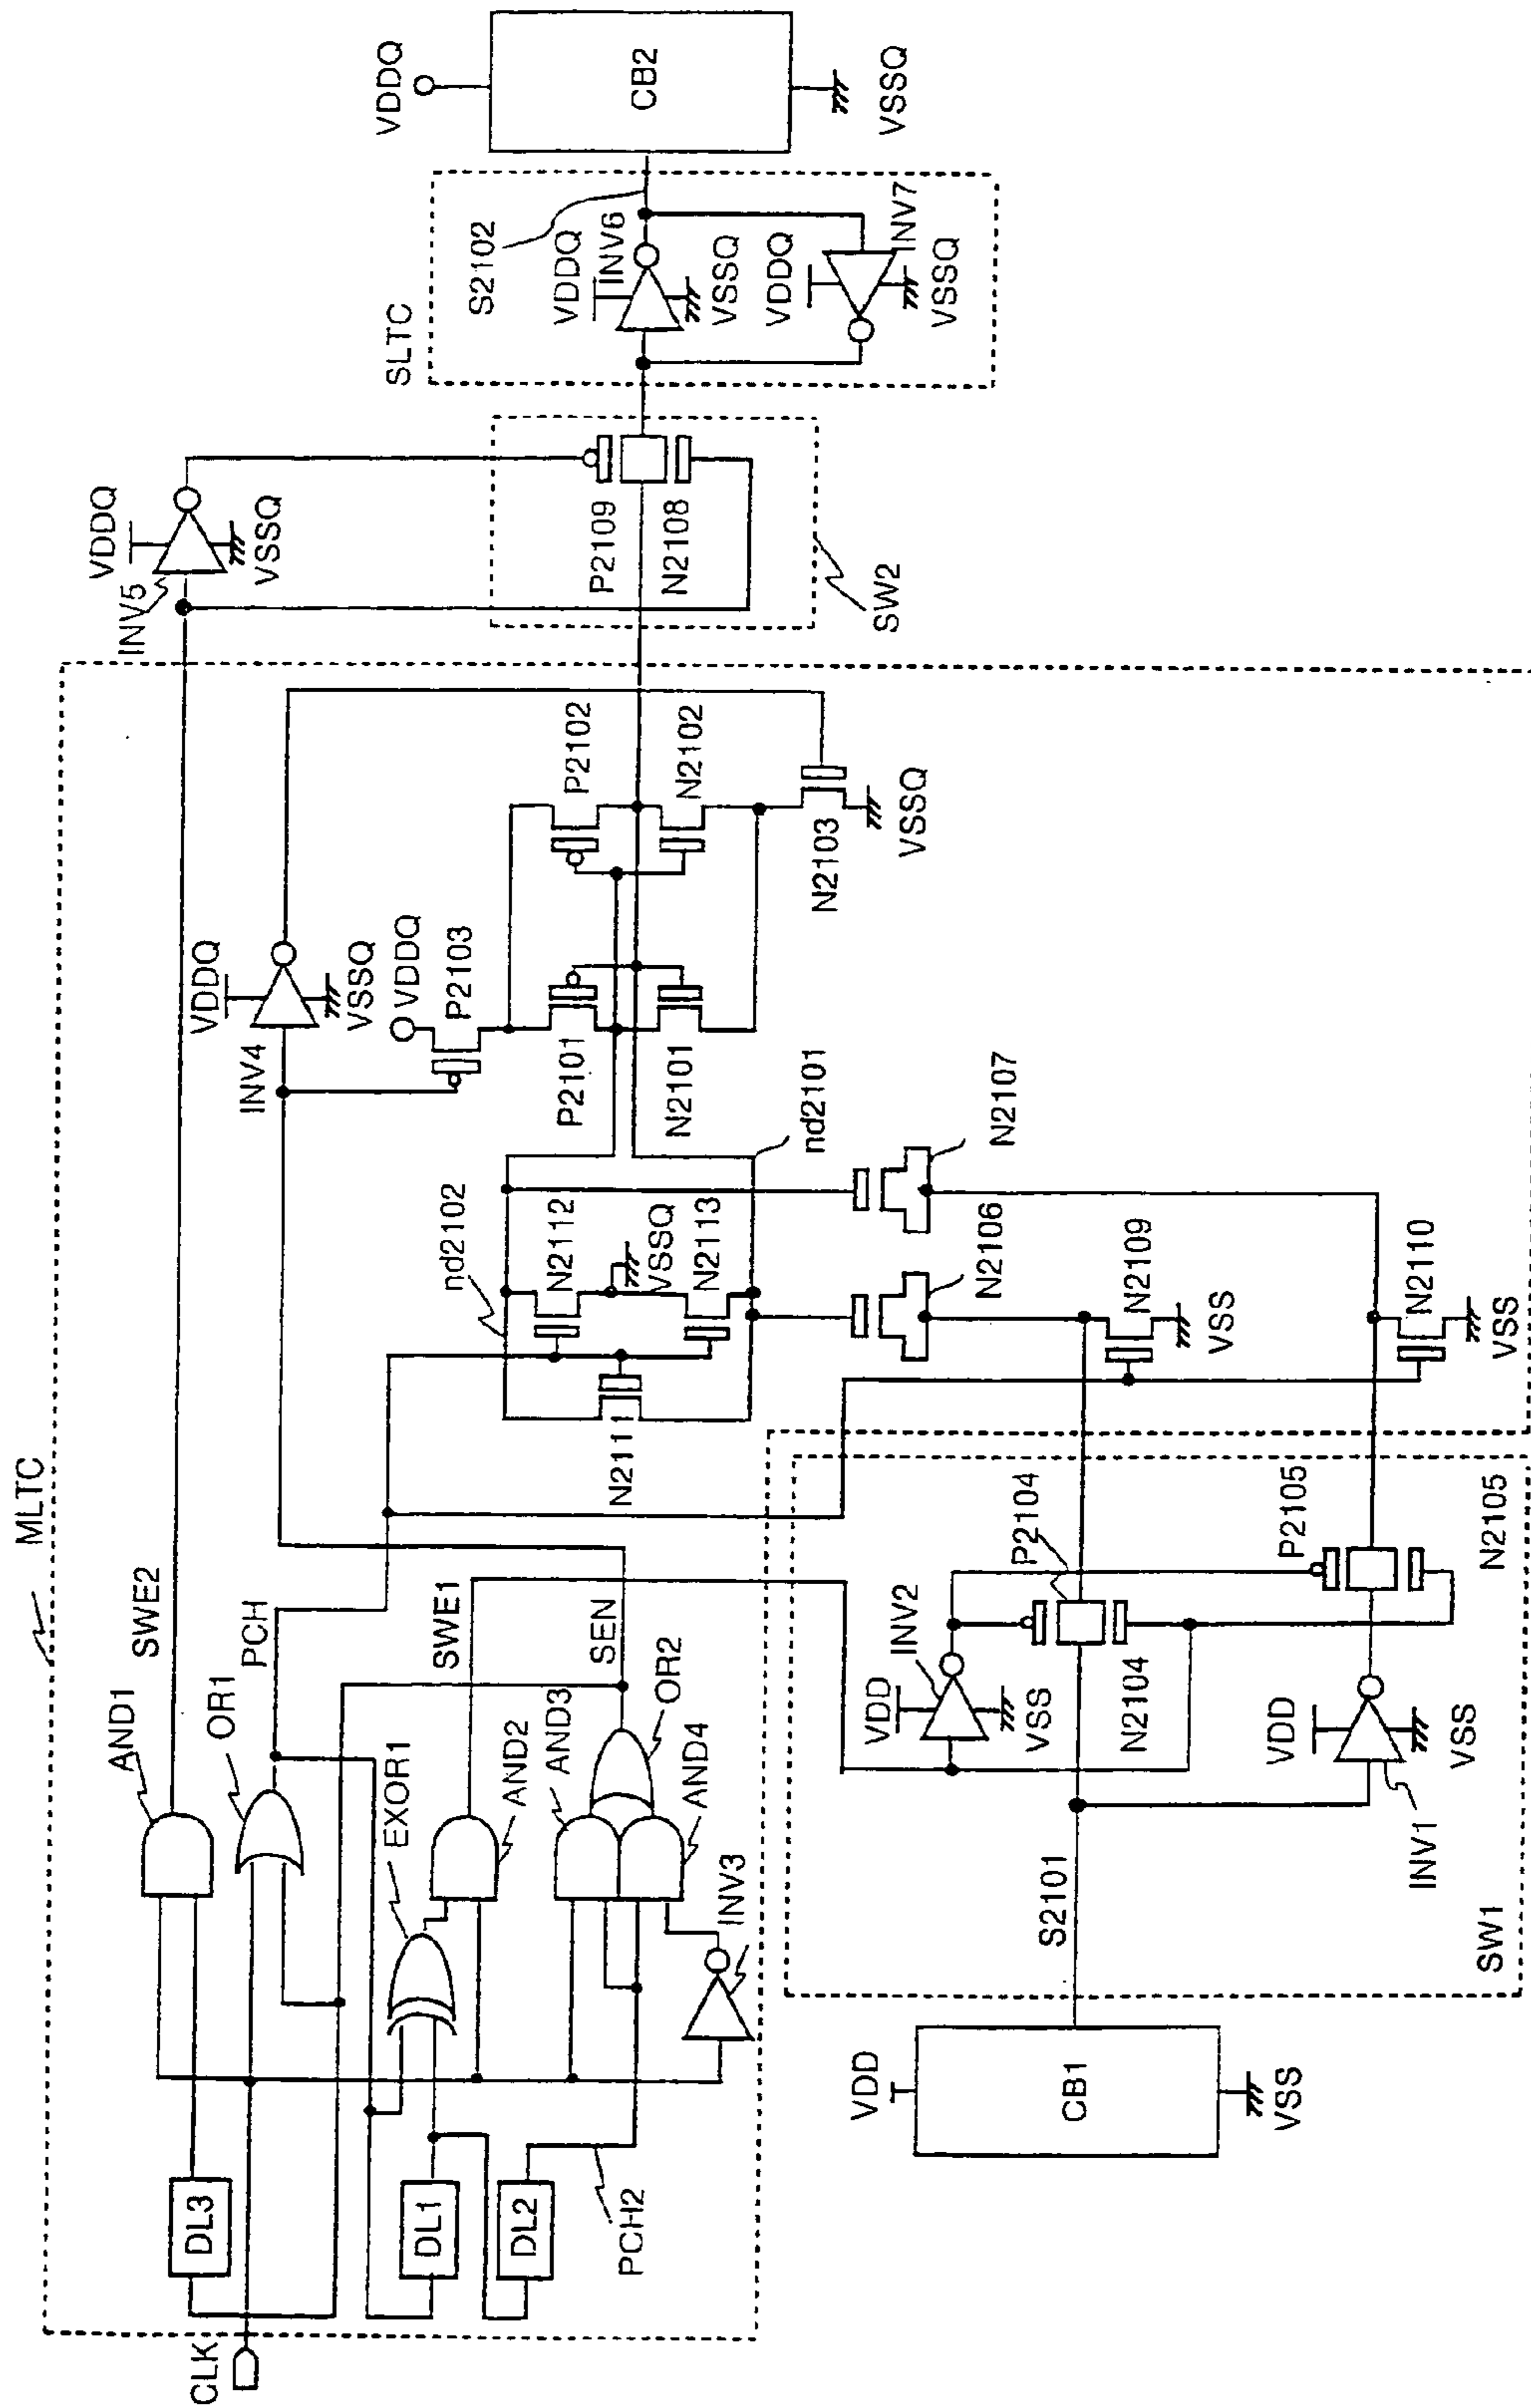 MLTC
CLK
DL3
DL1
DL2
PCH2
AND1
OR1
EXOR1
AND2
AND3
OR2
AND4
INV3
SWE2
PCH
SWE1
SEN
INV4
VDDQ
VSSQ
VDDQ
P2103
P2101
N2101
P2102
N2102
N2103
VSSQ
nd2102
nd2101
N2111
N2112
VSSQ
N2113
N2106
N2107
N2109
VSS
N2110
VSS
INV5
VDDQ
VSSQ
P2109
N2108
SW2
SLTC
S2102
VDDQ
INV6
VSSQ
VDDQ
INV7
VSSQ
VDDQ
CB2
VSSQ
VDD
CB1
VSS
S2101
SW1
INV1
VDD
VSS
INV2
VDD
VSS
P2104
N2104
P2105
N2105